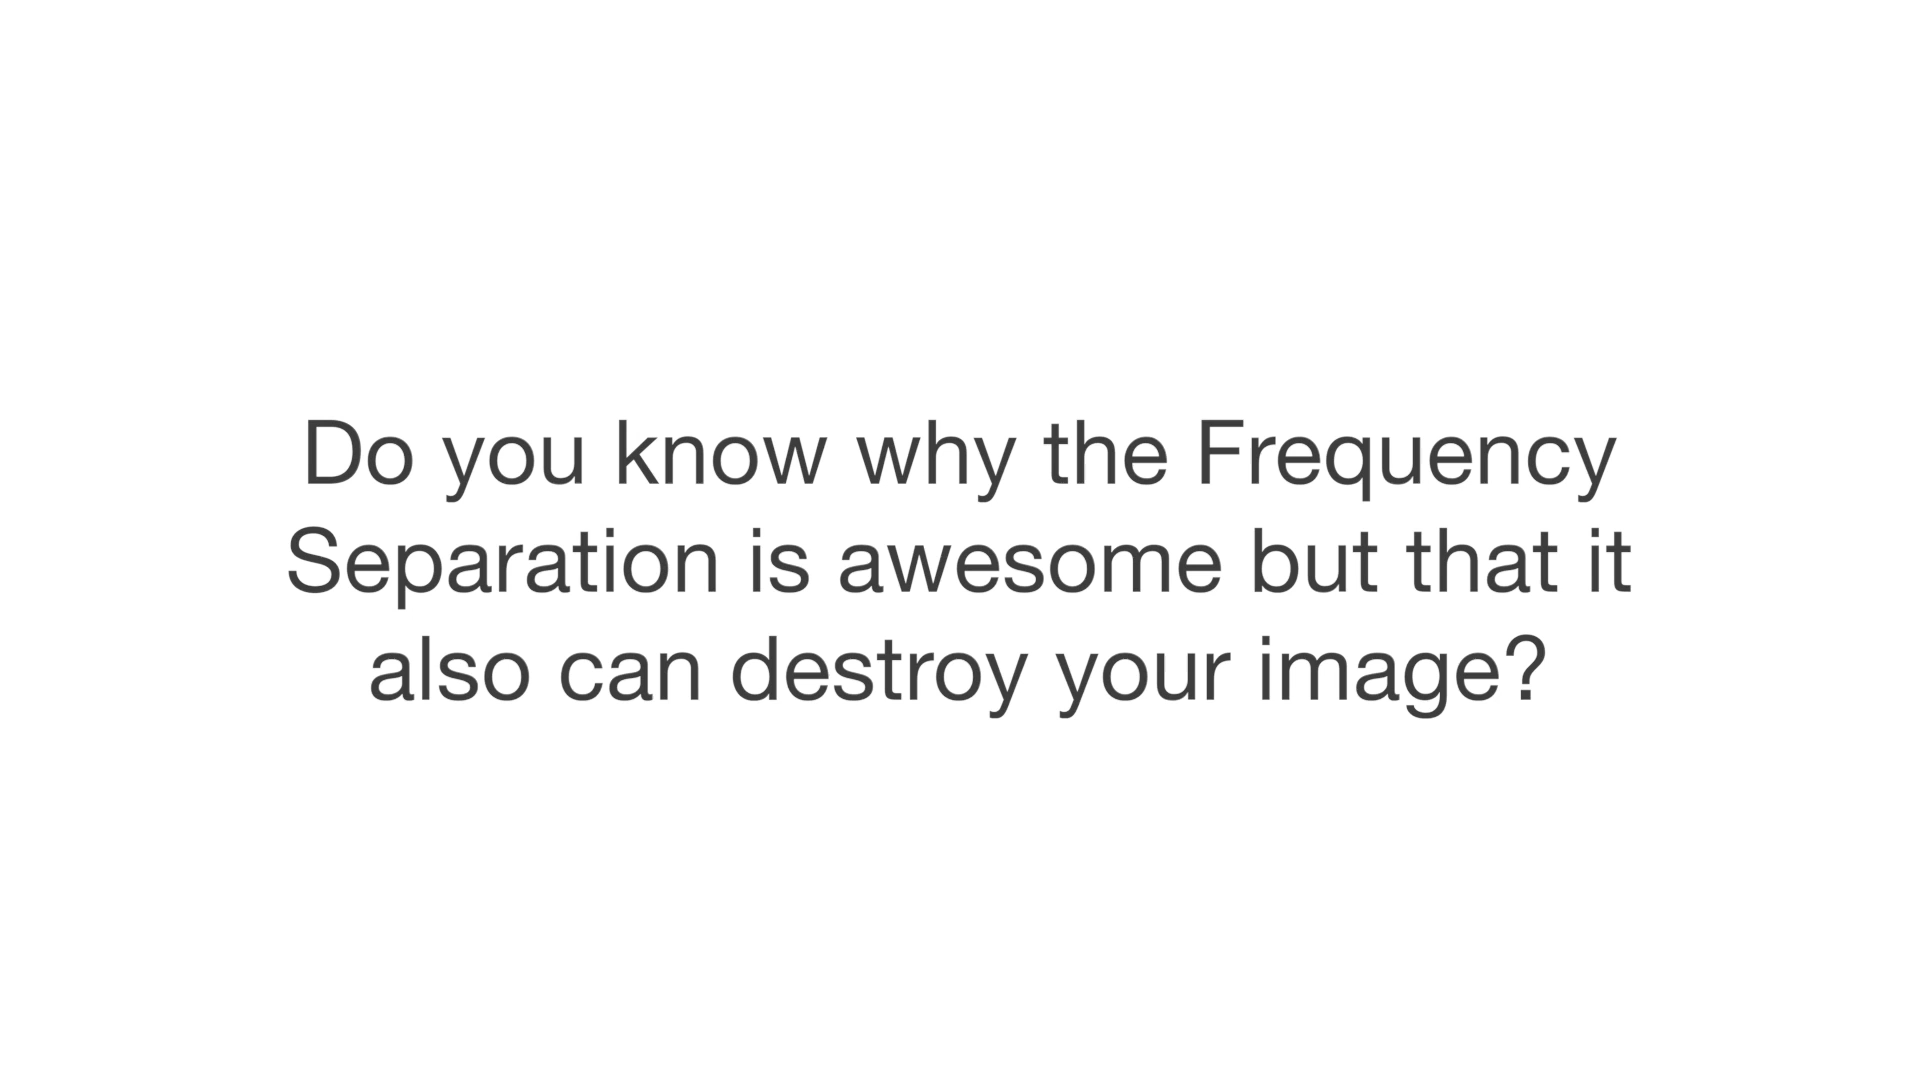 Do you know why the Frequency
Separation is awesome but that it
also can destroy your image?